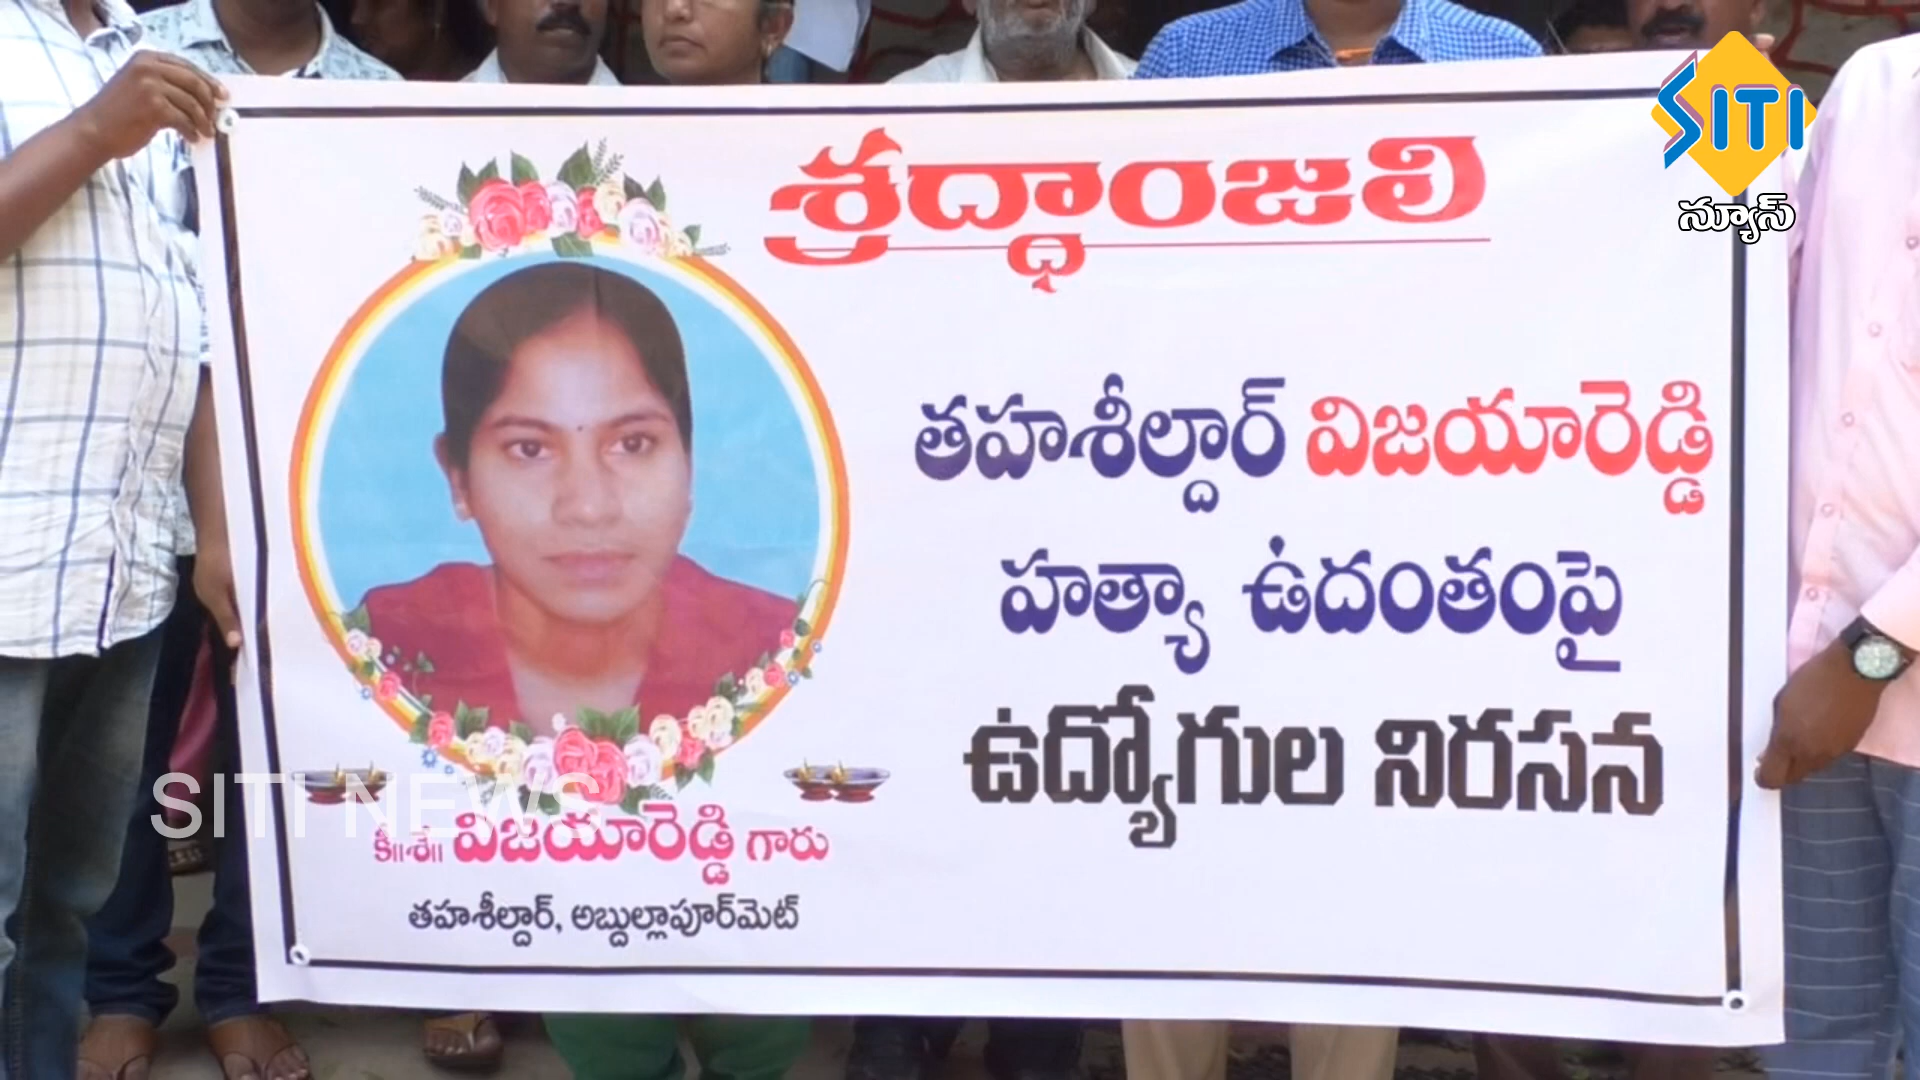 SITI
న్యూస్
శ్రద్ధాంజలి
తహశీల్దార్ విజయారెడ్డి
హత్యా ఉదంతంపై
ఉద్యోగుల నిరసన
SITI NEWS
కీ॥శే॥ విజయారెడ్డి గారు
తహశీల్దార్, అబ్దుల్లాపూర్‌మెట్